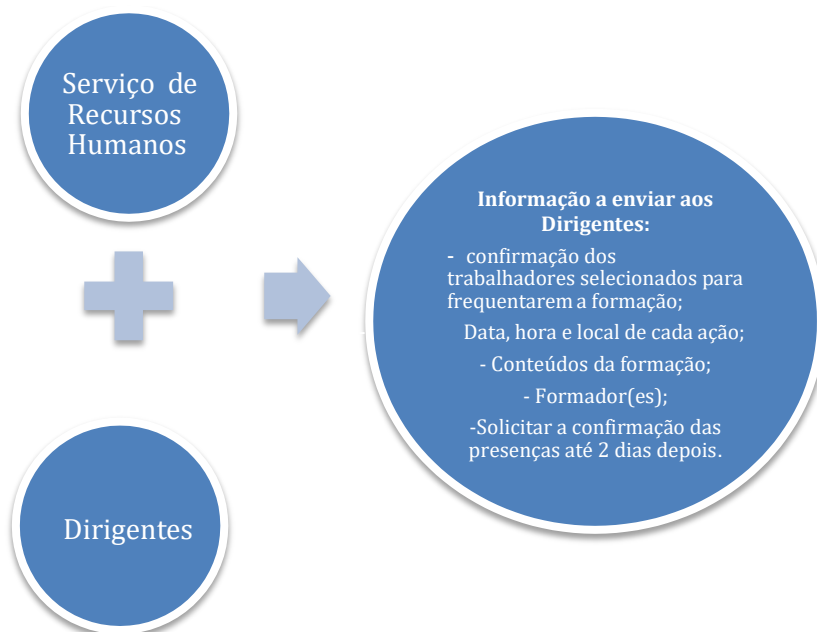 Serviço de
Recursos
Humanos
Informação a enviar aos
Dirigentes:
- confirmação dos
trabalhadores selecionados para
frequentarem a formação;
Data, hora e local de cada ação;
- Conteúdos da formação;
- Formador(es);
-Solicitar a confirmação das
presenças até 2 dias depois.
Dirigentes